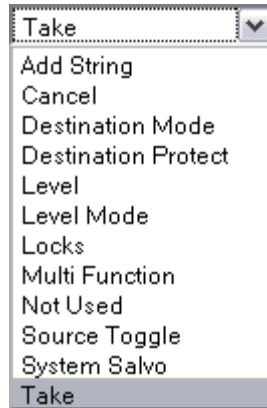 Take
Add String
Cancel
Destination Mode
Destination Protect
Level
Level Mode
Locks
Multi Function
Not Used
Source Toggle
System Salvo
Take